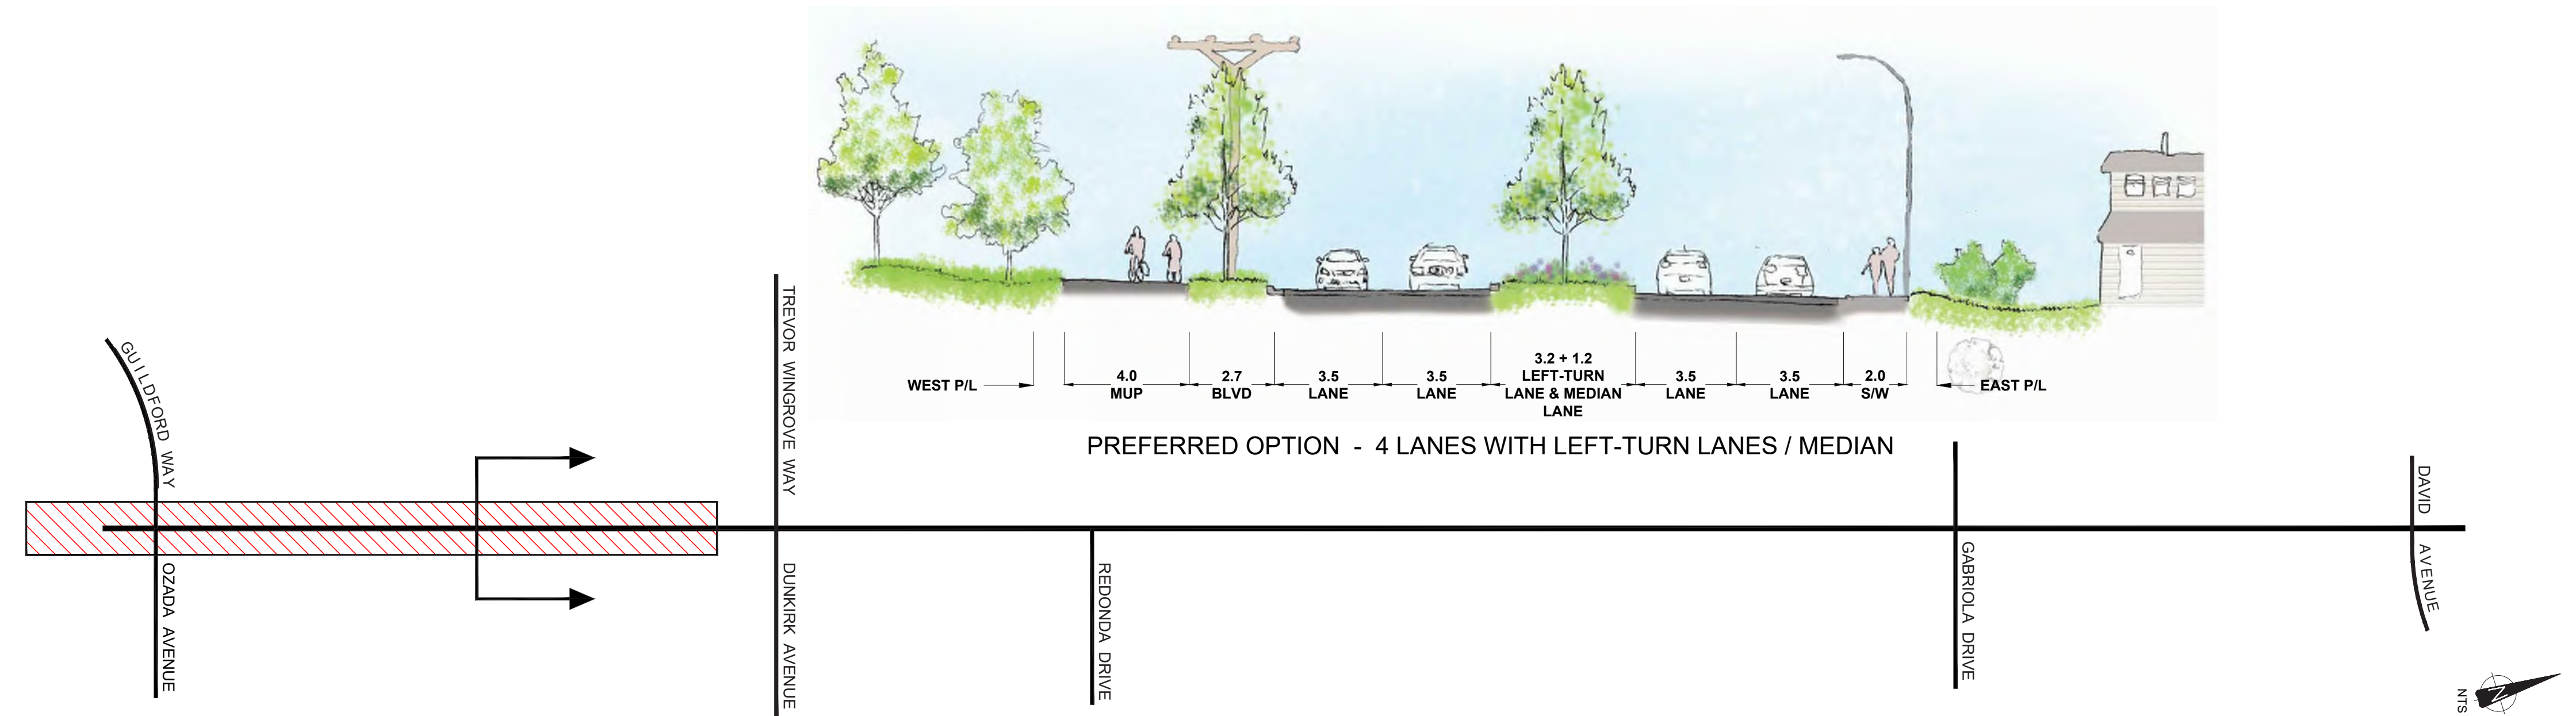 WEST P/L
4.0
MUP
2.7
BLVD
3.5
LANE
3.5
LANE
3.2 + 1.2
LEFT-TURN
LANE & MEDIAN
LANE
3.5
LANE
3.5
LANE
2.0
S/W
EAST P/L
PREFERRED OPTION - 4 LANES WITH LEFT-TURN LANES / MEDIAN
GUILDFORD WAY
OZADA AVENUE
TREVOR WINGROVE WAY
DUNKIRK AVENUE
REDONDA DRIVE
GABRIOLA DRIVE
DAVID AVENUE
NTS
N